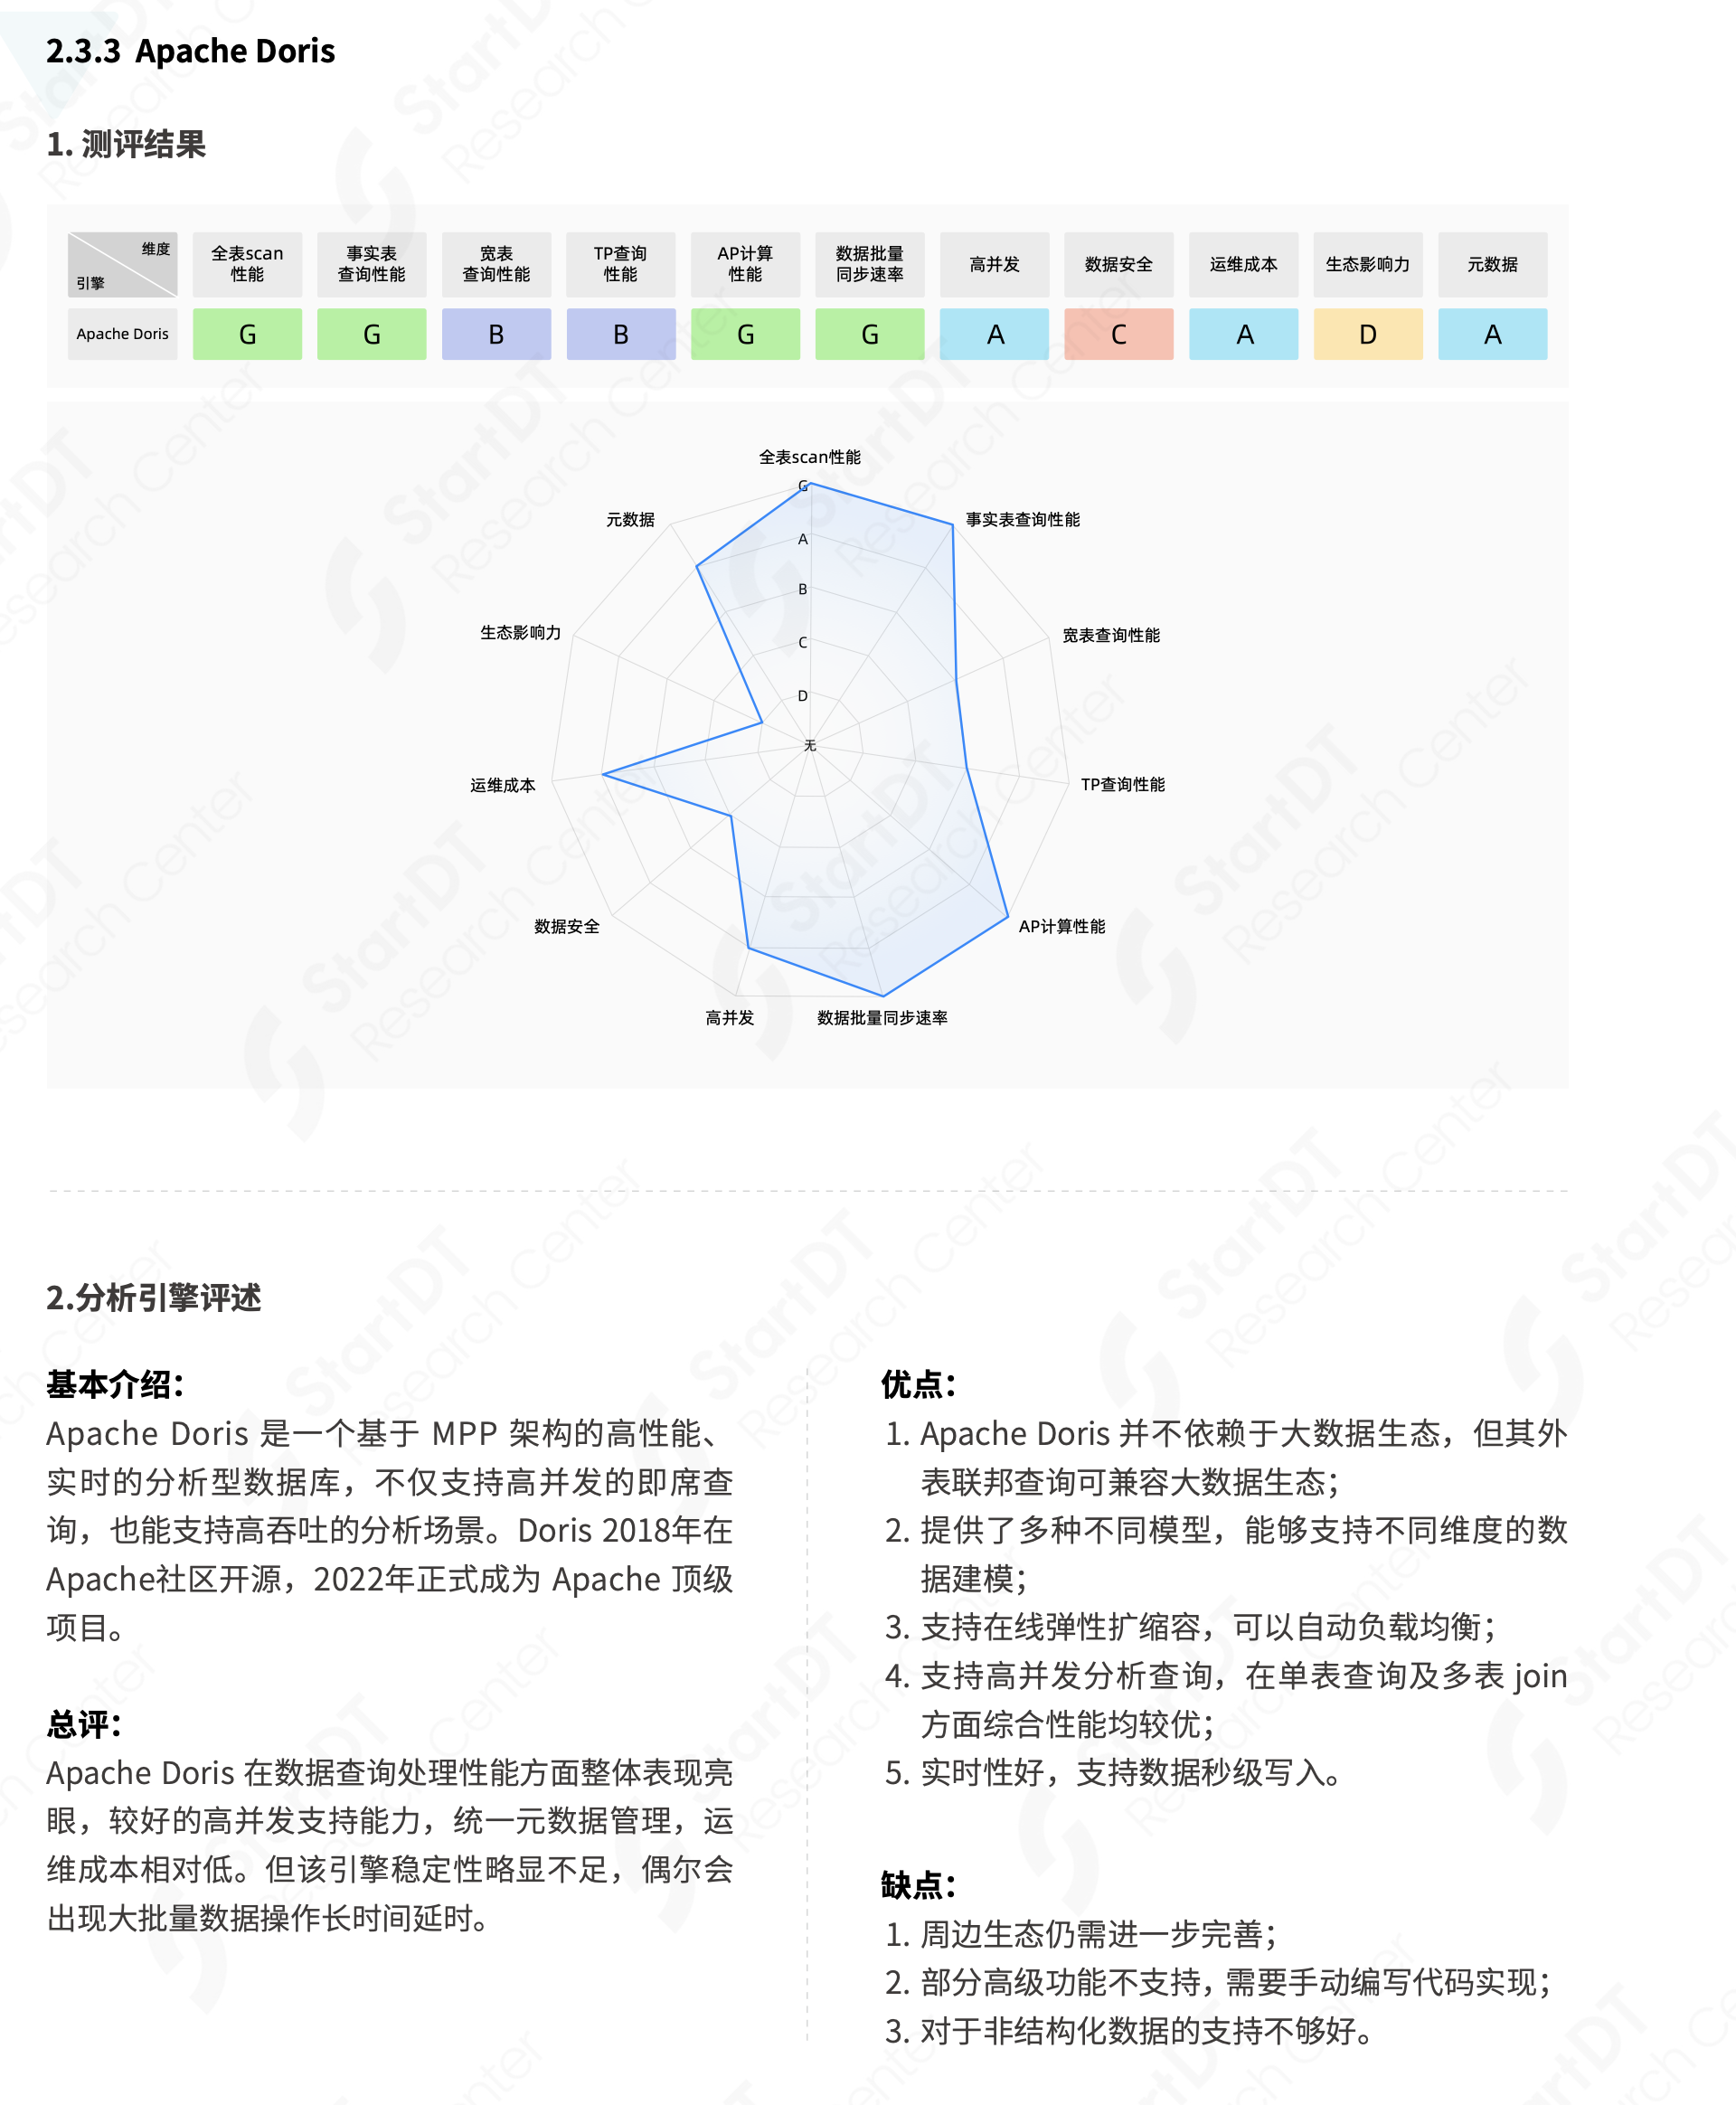 2.3.3 Apache Doris
1. 测评结果
维度
引擎
全表scan
性能
事实表
查询性能
宽表
查询性能
TP查询
性能
AP计算
性能
数据批量
同步速率
高并发
数据安全
运维成本
生态影响力
元数据
Apache Doris
G
G
B
B
G
G
A
C
A
D
A
全表scan性能
G
元数据
事实表查询性能
A
B
生态影响力
宽表查询性能
C
D
无
运维成本
TP查询性能
数据安全
AP计算性能
高并发
数据批量同步速率
2.分析引擎评述
基本介绍：
Apache Doris 是一个基于 MPP 架构的高性能、
实时的分析型数据库，不仅支持高并发的即席查
询，也能支持高吞吐的分析场景。Doris 2018年在
Apache社区开源，2022年正式成为 Apache 顶级
项目。
总评：
Apache Doris 在数据查询处理性能方面整体表现亮
眼，较好的高并发支持能力，统一元数据管理，运
维成本相对低。但该引擎稳定性略显不足，偶尔会
出现大批量数据操作长时间延时。
优点：
1. Apache Doris 并不依赖于大数据生态，但其外
表联邦查询可兼容大数据生态；
2. 提供了多种不同模型，能够支持不同维度的数
据建模；
3. 支持在线弹性扩缩容，可以自动负载均衡；
4. 支持高并发分析查询，在单表查询及多表 join
方面综合性能均较优；
5. 实时性好，支持数据秒级写入。
缺点：
1. 周边生态仍需进一步完善；
2. 部分高级功能不支持，需要手动编写代码实现；
3. 对于非结构化数据的支持不够好。
StartDT
Research Center